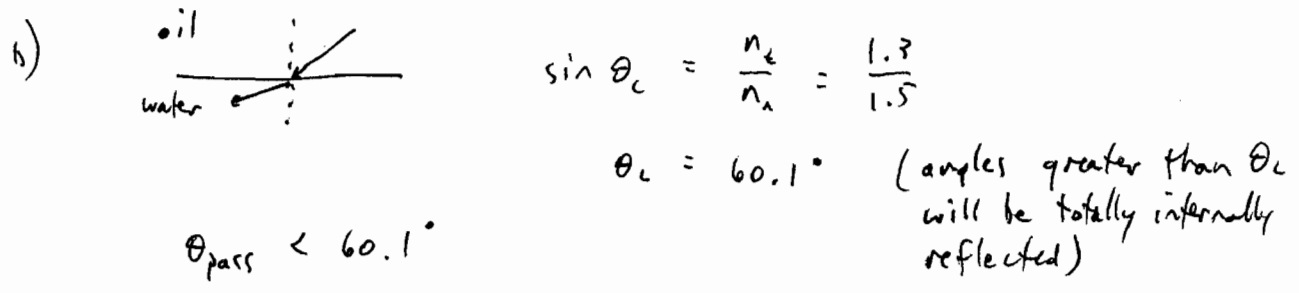 b)
oil
water
sin θc = nt/ni = 1.3/1.5
θc = 60.1° (angles greater than θc
will be totally internally
reflected)
θpass < 60.1°